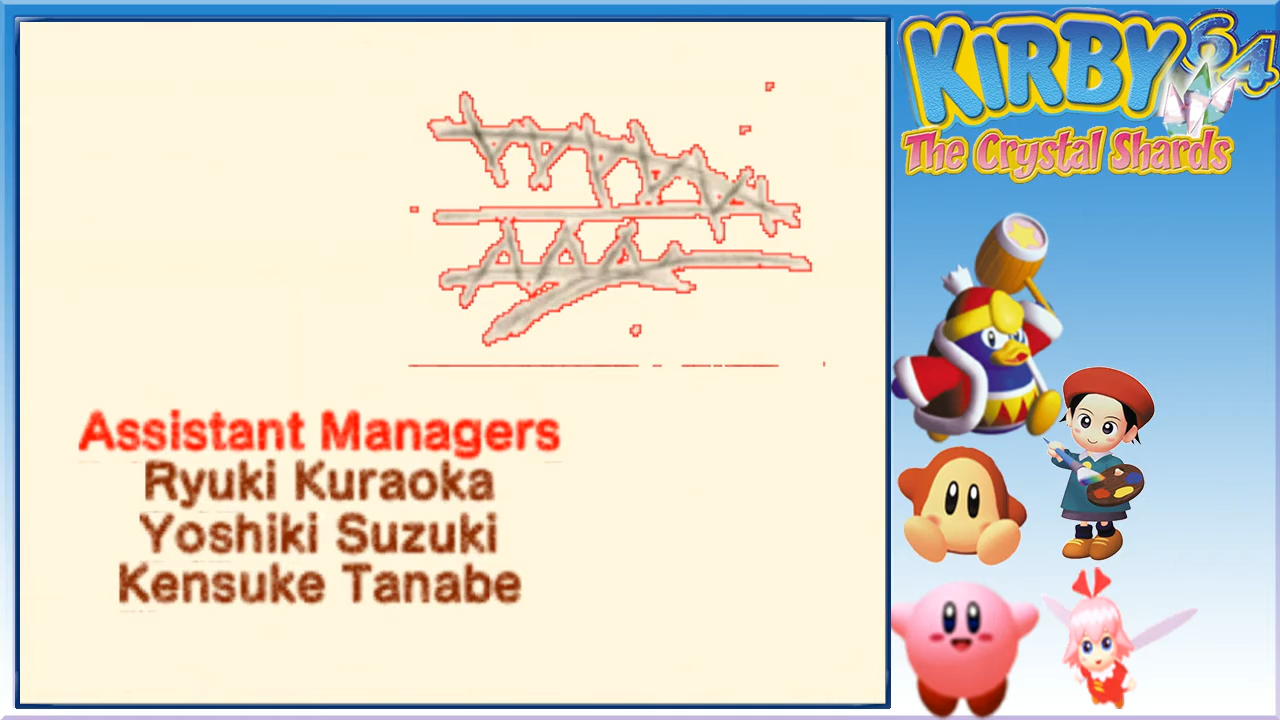 Assistant Managers
Ryuki Kuraoka
Yoshiki Suzuki
Kensuke Tanabe
KIRBY 64
The Crystal Shards